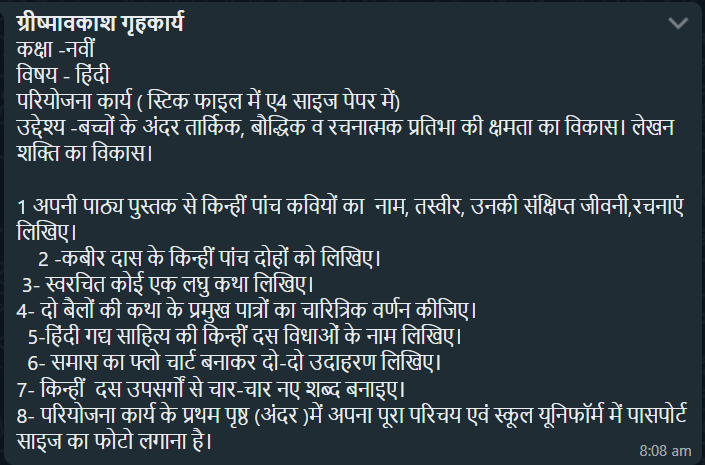 ग्रीष्मावकाश गृहकार्य
कक्षा -नवीं
विषय - हिंदी
परियोजना कार्य ( स्टिक फाइल में ए4 साइज पेपर में)
उद्देश्य -बच्चों के अंदर तार्किक, बौद्धिक व रचनात्मक प्रतिभा की क्षमता का विकास। लेखन
शक्ति का विकास।
1 अपनी पाठ्य पुस्तक से किन्हीं पांच कवियों का नाम, तस्वीर, उनकी संक्षिप्त जीवनी,रचनाएं
लिखिए।
2 -कबीर दास के किन्हीं पांच दोहों को लिखिए।
3- स्वरचित कोई एक लघु कथा लिखिए।
4- दो बैलों की कथा के प्रमुख पात्रों का चारित्रिक वर्णन कीजिए।
5-हिंदी गद्य साहित्य की किन्हीं दस विधाओं के नाम लिखिए।
6- समास का फ्लो चार्ट बनाकर दो-दो उदाहरण लिखिए।
7- किन्हीं दस उपसर्गों से चार-चार नए शब्द बनाइए।
8- परियोजना कार्य के प्रथम पृष्ठ (अंदर )में अपना पूरा परिचय एवं स्कूल यूनिफॉर्म में पासपोर्ट
साइज का फोटो लगाना है।
8:08 am